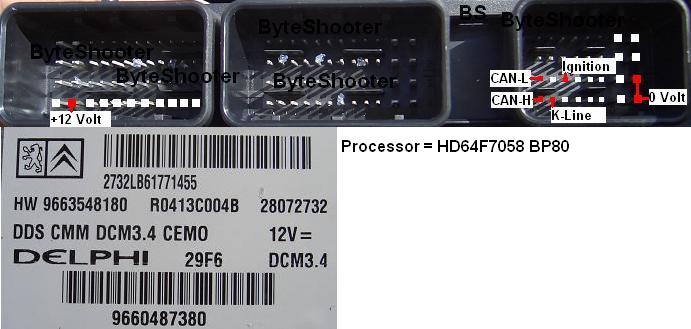 BS
ByteShooter
ByteShooter
ByteShooter
ByteShooter
Ignition
CAN-L
CAN-H
K-Line
0 Volt
+12 Volt
Processor = HD64F7058 BP80
2732LB61771455
HW 9663548180 R0413C004B 28072732
DDS CMM DCM3.4 CEMO 12V=
DELPHI 29F6 DCM3.4
9660487380